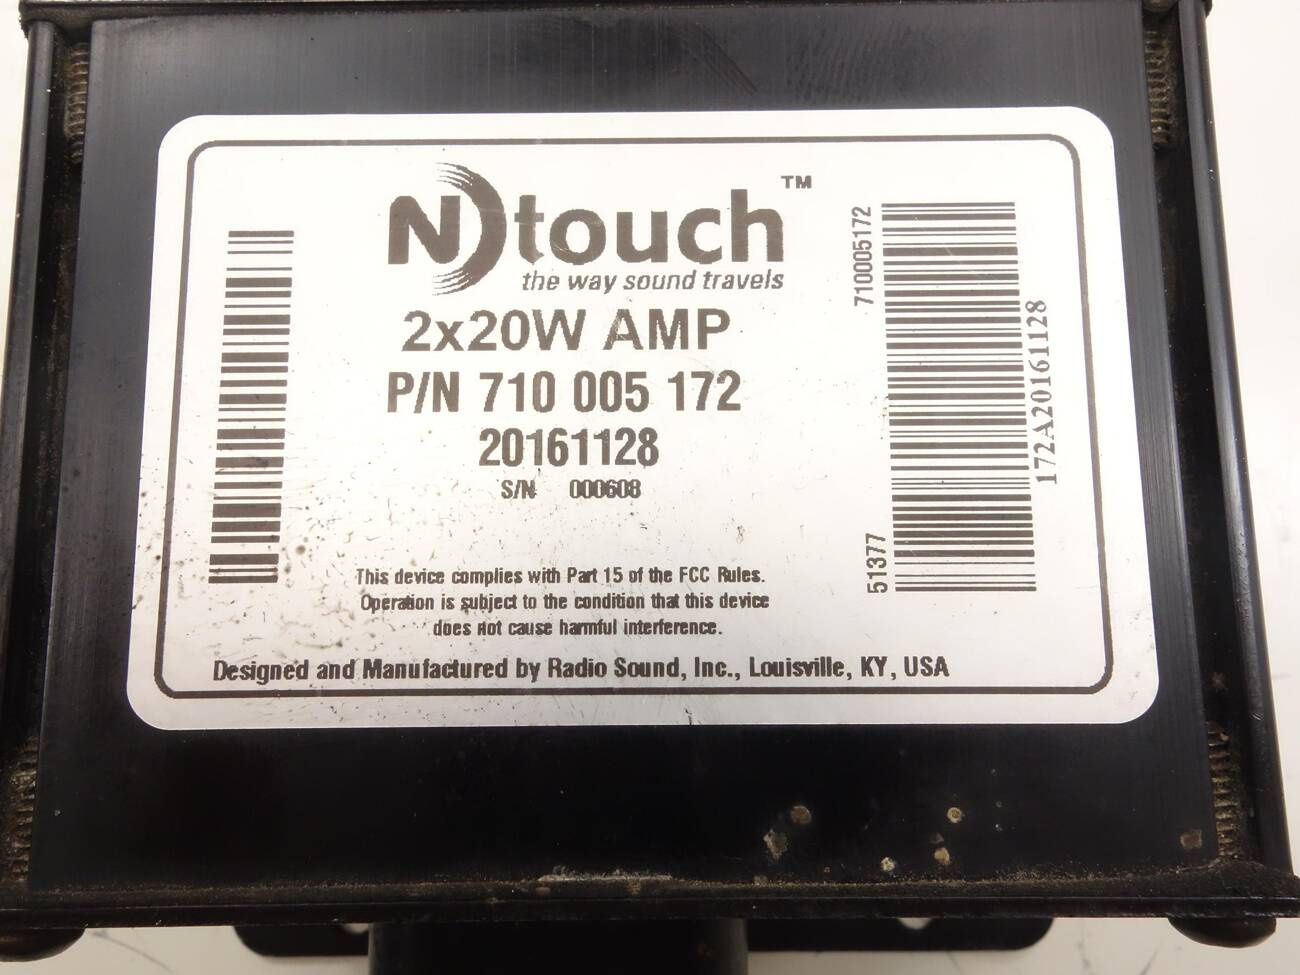 Ntouch™
the way sound travels
2x20W AMP
P/N 710 005 172
20161128
S/N 000608
This device complies with Part 15 of the FCC Rules.
Operation is subject to the condition that this device
does not cause harmful interference.
Designed and Manufactured by Radio Sound, Inc., Louisville, KY, USA
710005172
172A20161128
51377